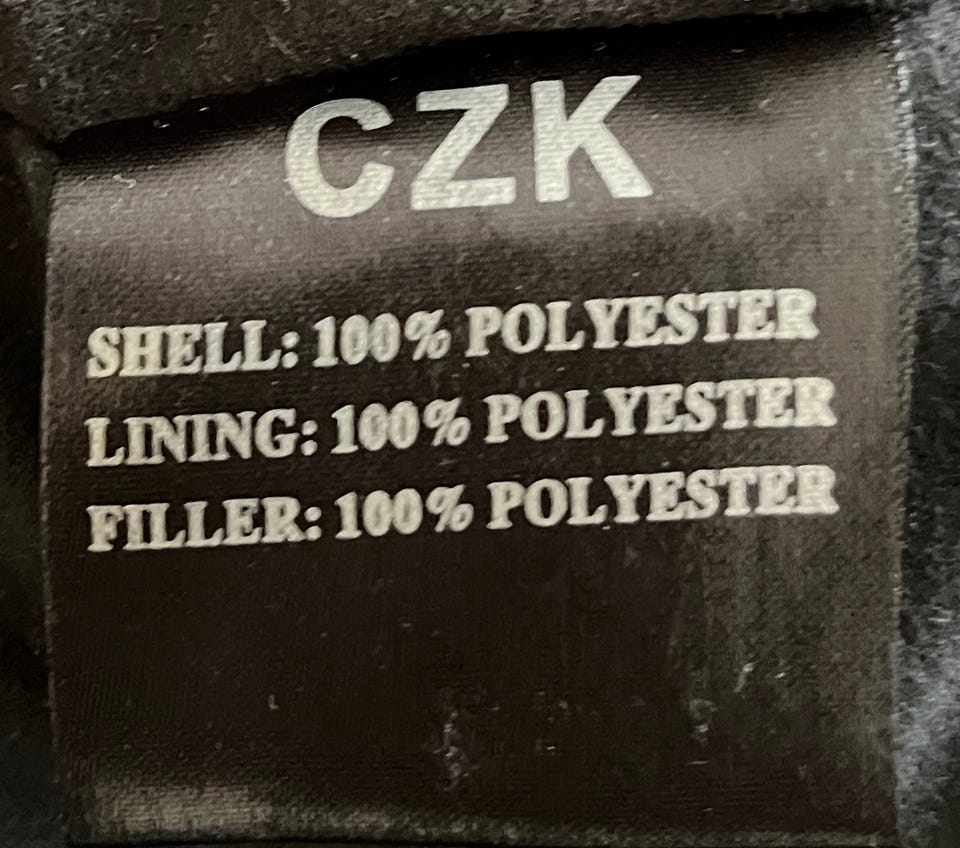 CZK
SHELL: 100% POLYESTER
LINING: 100% POLYESTER
FILLER: 100% POLYESTER